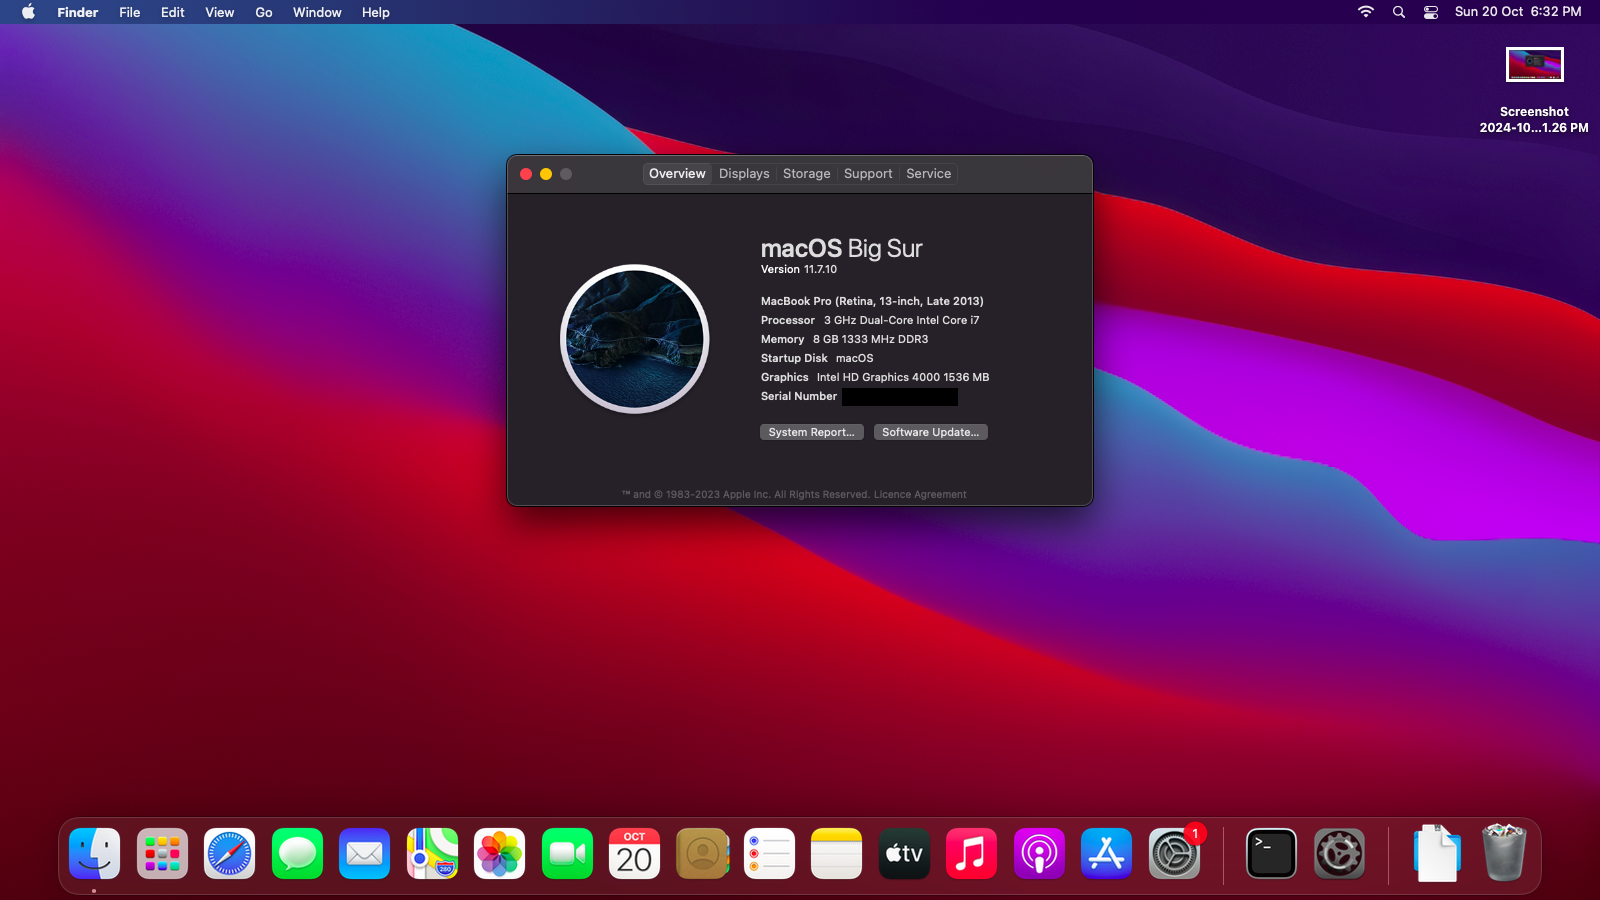 Finder File Edit View Go Window Help
Sun 20 Oct 6:32 PM
Screenshot
2024-10...1.26 PM
Overview Displays Storage Support Service
macOS Big Sur
Version 11.7.10
MacBook Pro (Retina, 13-inch, Late 2013)
Processor 3 GHz Dual-Core Intel Core i7
Memory 8 GB 1333 MHz DDR3
Startup Disk macOS
Graphics Intel HD Graphics 4000 1536 MB
Serial Number
System Report... Software Update...
™ and © 1983-2023 Apple Inc. All Rights Reserved. Licence Agreement
280
OCT
20
tv
1
>_